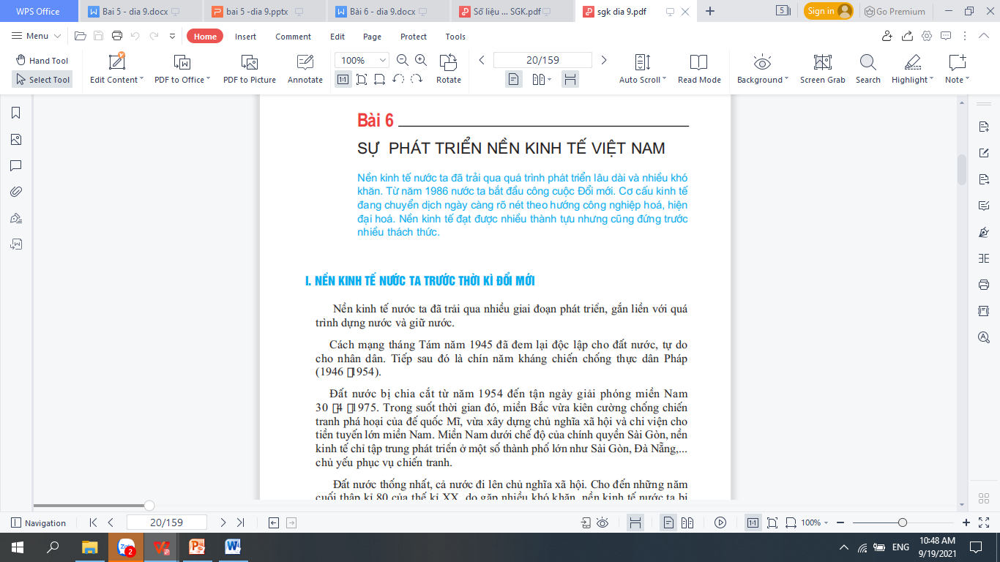 WPS Office
Bai 5 - dia 9.docx
bai 5 -dia 9.pptx
Bài 6 - dia 9.docx
Số liệu ... SGK.pdf
sgk dia 9.pdf
5
Sign in
Go Premium
Menu
Home
Insert
Comment
Edit
Page
Protect
Tools
Hand Tool
Select Tool
Edit Content
PDF to Office
PDF to Picture
Annotate
100%
1:1
Rotate
20/159
Auto Scroll
Read Mode
Background
Screen Grab
Search
Highlight
Note
Bài 6
SỰ PHÁT TRIỂN NỀN KINH TẾ VIỆT NAM
Nền kinh tế nước ta đã trải qua quá trình phát triển lâu dài và nhiều khó
khăn. Từ năm 1986 nước ta bắt đầu công cuộc Đổi mới. Cơ cấu kinh tế
đang chuyển dịch ngày càng rõ nét theo hướng công nghiệp hoá, hiện
đại hoá. Nền kinh tế đạt được nhiều thành tựu nhưng cũng đứng trước
nhiều thách thức.
I. NỀN KINH TẾ NƯỚC TA TRƯỚC THỜI KÌ ĐỔI MỚI
Nền kinh tế nước ta đã trải qua nhiều giai đoạn phát triển, gắn liền với quá
trình dựng nước và giữ nước.
Cách mạng tháng Tám năm 1945 đã đem lại độc lập cho đất nước, tự do
cho nhân dân. Tiếp sau đó là chín năm kháng chiến chống thực dân Pháp
(1946 1954).
Đất nước bị chia cắt từ năm 1954 đến tận ngày giải phóng miền Nam
30 4 1975. Trong suốt thời gian đó, miền Bắc vừa kiên cường chống chiến
tranh phá hoại của đế quốc Mĩ, vừa xây dựng chủ nghĩa xã hội và chi viện cho
tiền tuyến lớn miền Nam. Miền Nam dưới chế độ của chính quyền Sài Gòn, nền
kinh tế chỉ tập trung phát triển ở một số thành phố lớn như Sài Gòn, Đà Nẵng,...
chủ yếu phục vụ chiến tranh.
Đất nước thống nhất, cả nước đi lên chủ nghĩa xã hội. Cho đến những năm
cuối thập kỉ 80 của thế kỉ XX, do gặp nhiều khó khăn, nền kinh tế nước ta bị
Navigation
20/159
1:1
100%
Zalo
2
ENG
10:48 AM
9/19/2021